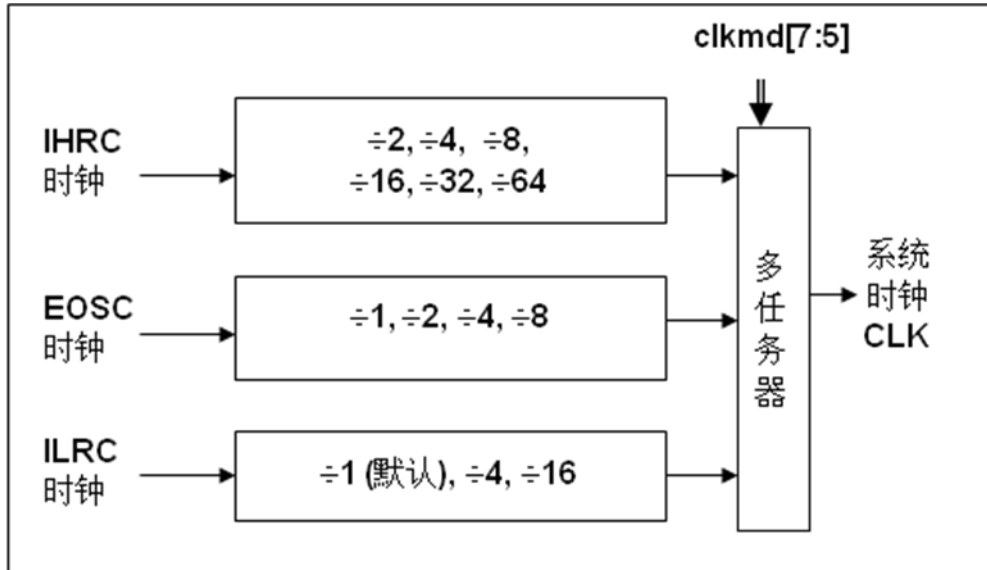 clkmd[7:5]
IHRC
时钟
÷2, ÷4, ÷8,
÷16, ÷32, ÷64
EOSC
时钟
÷1, ÷2, ÷4, ÷8
ILRC
时钟
÷1 (默认), ÷4, ÷16
多
任
务
器
系统
时钟
CLK